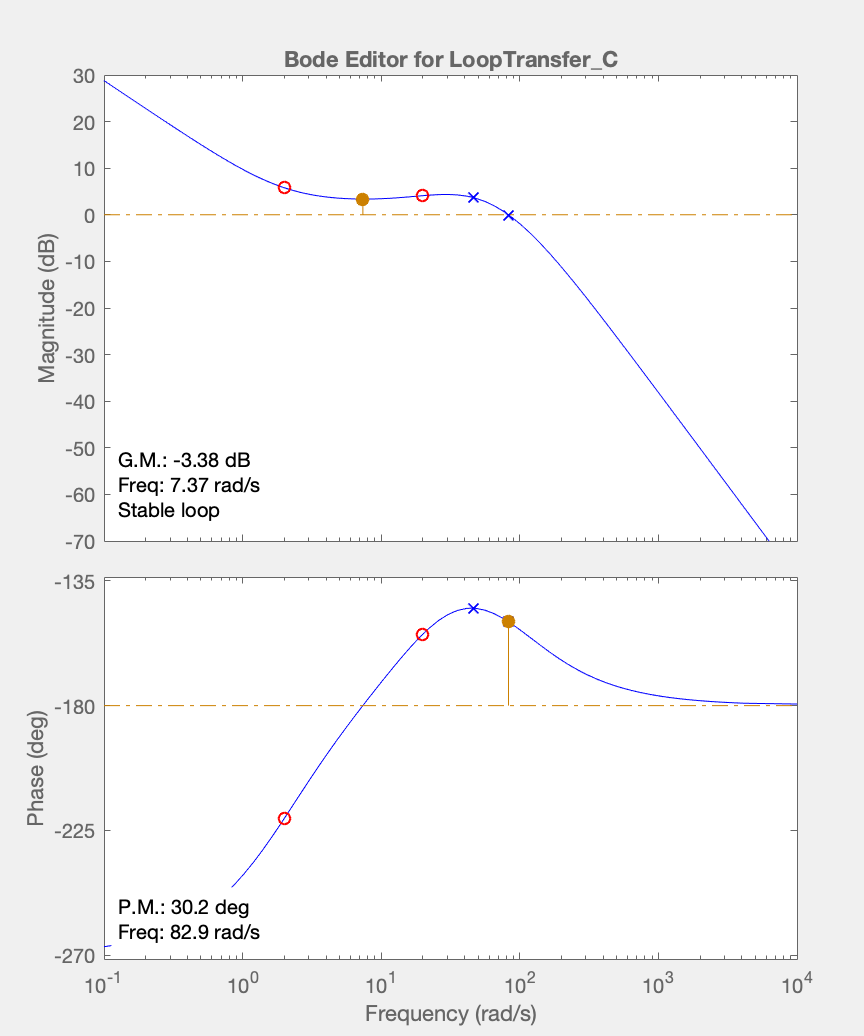 Bode Editor for LoopTransfer_C
30
20
10
0
-10
-20
-30
-40
-50
-60
-70
Magnitude (dB)
G.M.: -3.38 dB
Freq: 7.37 rad/s
Stable loop
-135
-180
-225
-270
Phase (deg)
P.M.: 30.2 deg
Freq: 82.9 rad/s
10^-1 10^0 10^1 10^2 10^3 10^4
Frequency (rad/s)